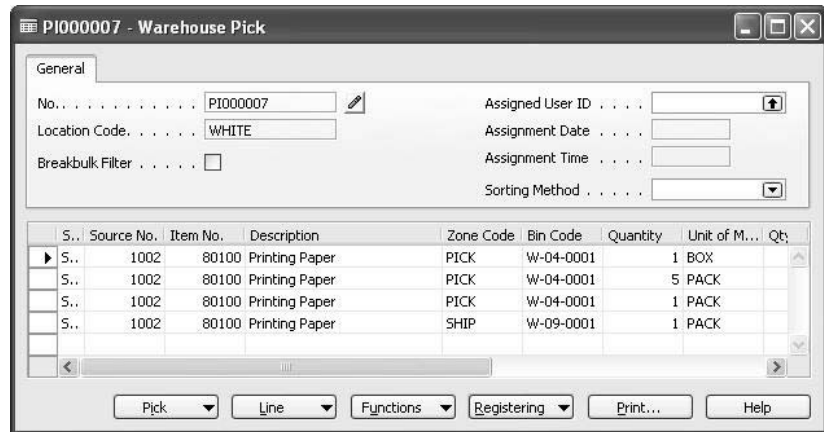 PI000007 - Warehouse Pick
General
No. . . . . . . . . . . . PI000007
Assigned User ID . . . .
Location Code. . . . . . WHITE
Assignment Date . . . .
Breakbulk Filter . . . . .
Assignment Time . . . .
Sorting Method . . . . .
S.. Source No. Item No. Description Zone Code Bin Code Quantity Unit of M... Qty
S.. 1002 80100 Printing Paper PICK W-04-0001 1 BOX
S.. 1002 80100 Printing Paper PICK W-04-0001 5 PACK
S.. 1002 80100 Printing Paper PICK W-04-0001 1 PACK
S.. 1002 80100 Printing Paper SHIP W-09-0001 1 PACK
Pick Line Functions Registering Print... Help